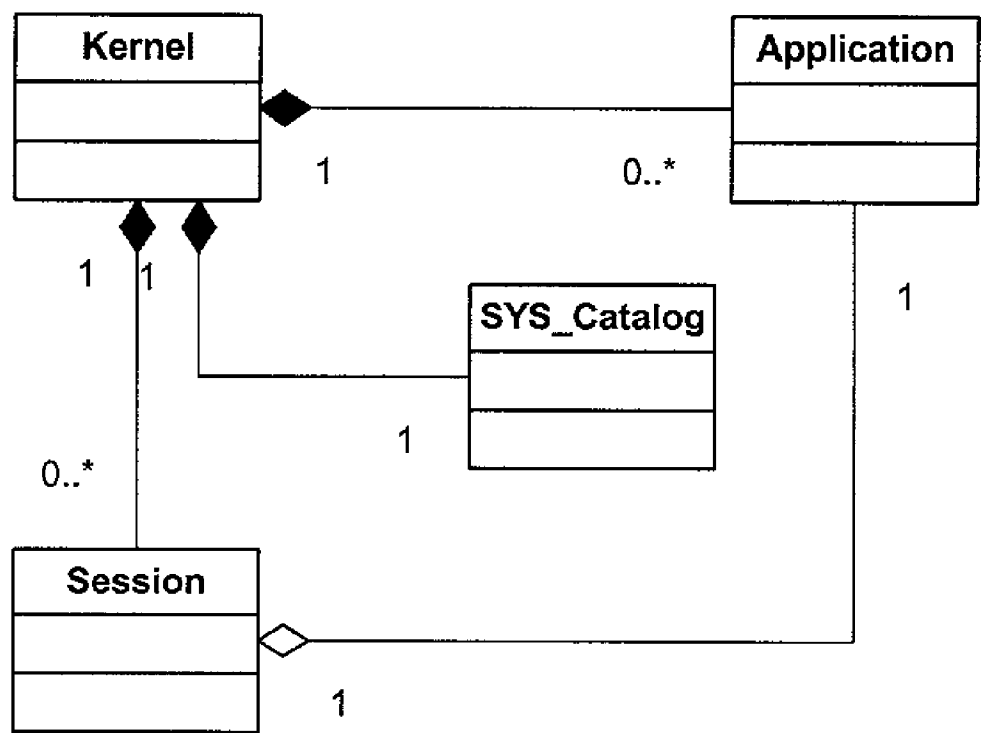 Kernel
Application
1
0..*
1
1
1
SYS_Catalog
1
0..*
Session
1